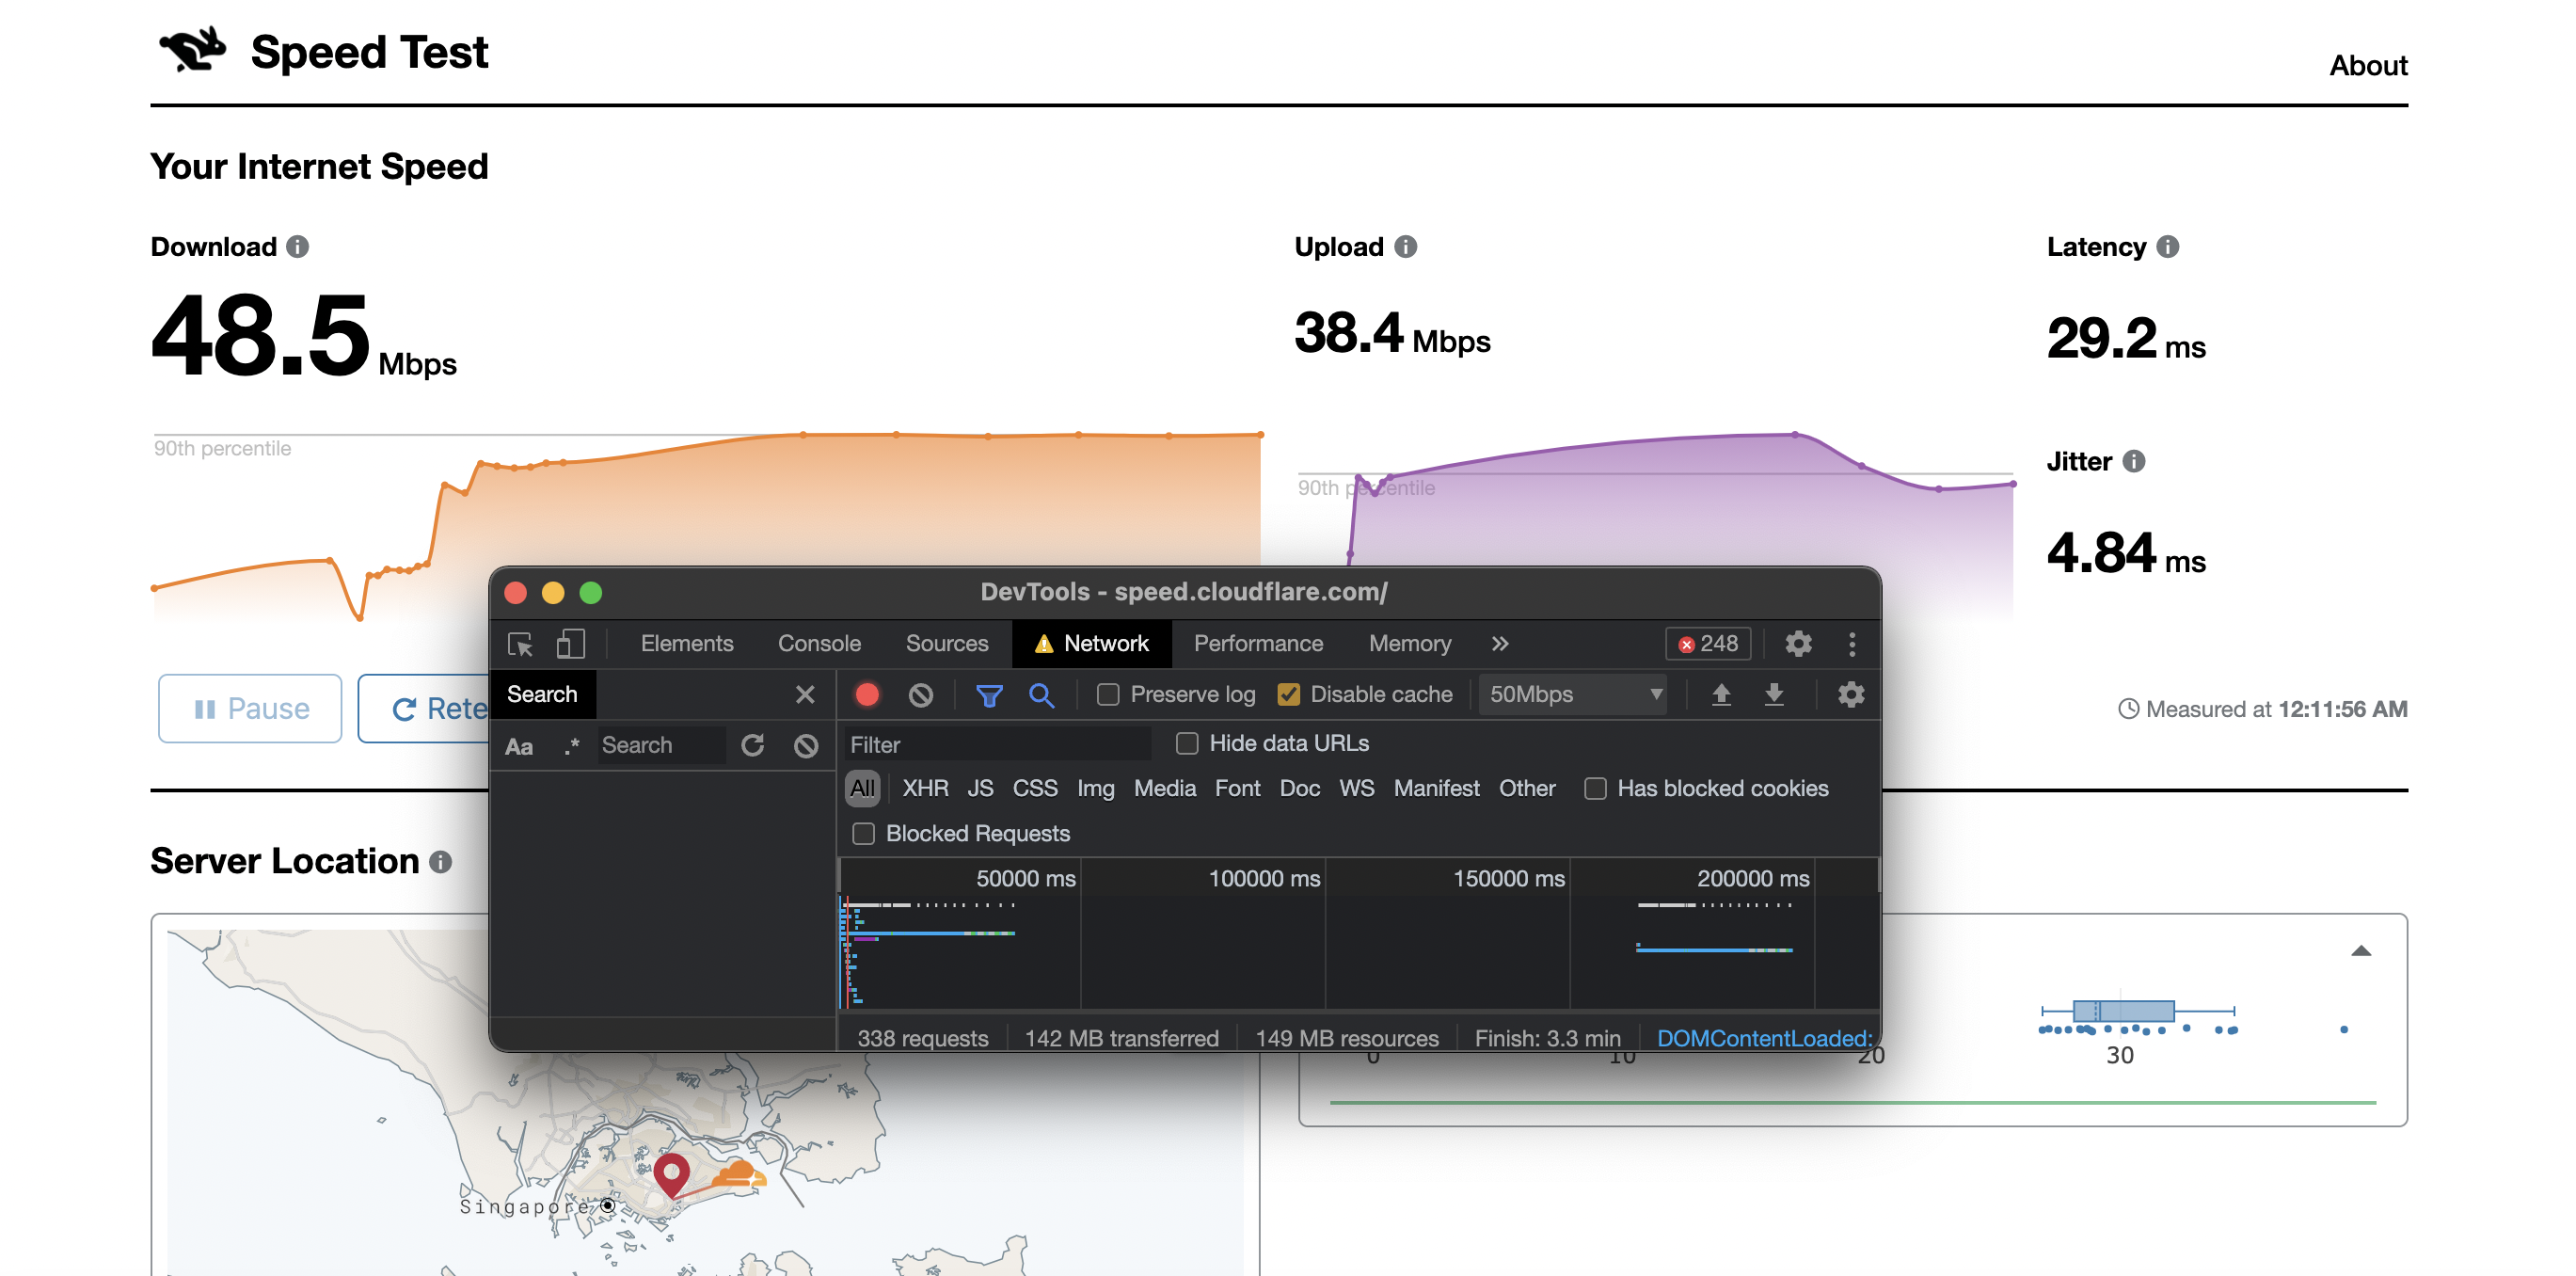 Speed Test
About
Your Internet Speed
Download
Upload
Latency
48.5 Mbps
38.4 Mbps
29.2 ms
90th percentile
90th percentile
Jitter
4.84 ms
Pause
Rete
Measured at 12:11:56 AM
DevTools - speed.cloudflare.com/
Elements Console Sources Network Performance Memory 248
Search
Preserve log Disable cache 50Mbps
Aa .* Search
Filter Hide data URLs
All XHR JS CSS Img Media Font Doc WS Manifest Other Has blocked cookies
Blocked Requests
50000 ms 100000 ms 150000 ms 200000 ms
338 requests 142 MB transferred 149 MB resources Finish: 3.3 min DOMContentLoaded:
Server Location
0 10 20 30
Singapore